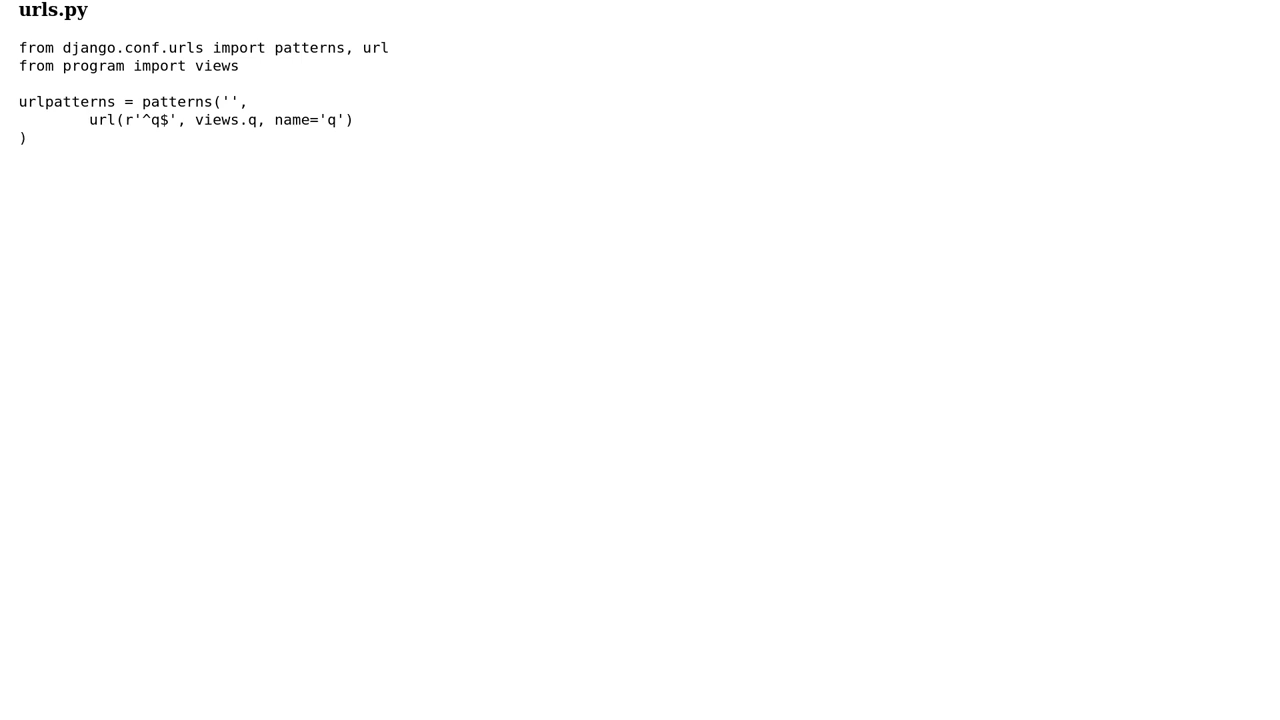 urls.py
from django.conf.urls import patterns, url
from program import views
urlpatterns = patterns('',
        url(r'^q$', views.q, name='q')
)